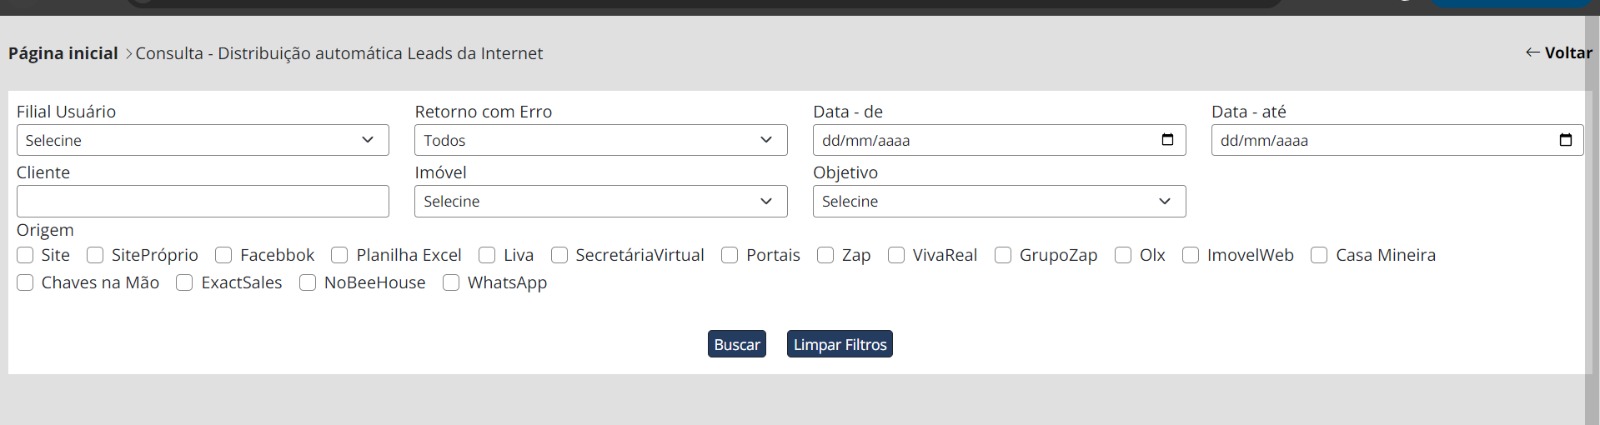 Página inicial > Consulta - Distribuição automática Leads da Internet
← Voltar
Filial Usuário Retorno com Erro Data - de Data - até
Selecine Todos dd/mm/aaaa dd/mm/aaaa
Cliente Imóvel Objetivo
Selecine Selecine
Origem
Site SitePróprio Facebbok Planilha Excel Liva SecretáriaVirtual Portais Zap VivaReal GrupoZap Olx ImovelWeb Casa Mineira
Chaves na Mão ExactSales NoBeeHouse WhatsApp
Buscar Limpar Filtros